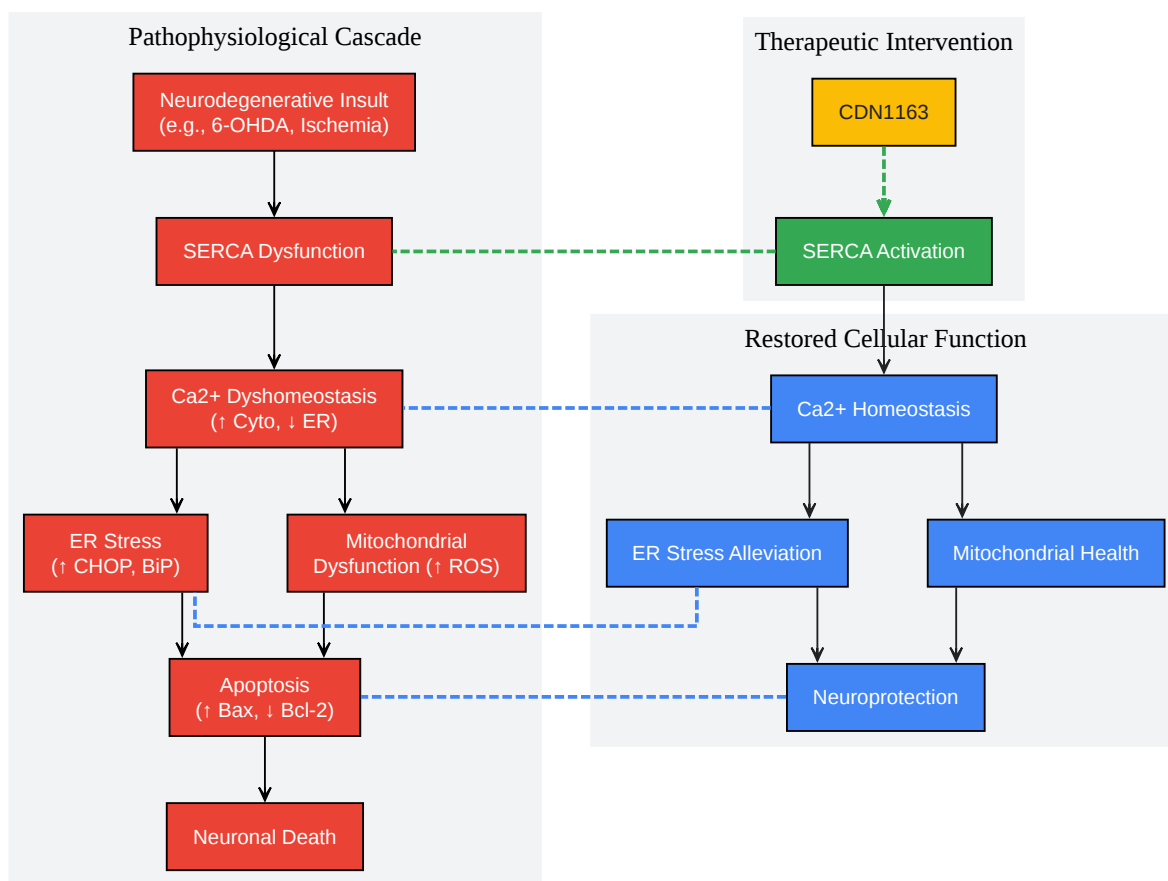 Pathophysiological Cascade
Neurodegenerative Insult
(e.g., 6-OHDA, Ischemia)
SERCA Dysfunction
Ca2+ Dyshomeostasis
(↑ Cyto, ↓ ER)
ER Stress
(↑ CHOP, BiP)
Mitochondrial
Dysfunction (↑ ROS)
Apoptosis
(↑ Bax, ↓ Bcl-2)
Neuronal Death
Therapeutic Intervention
CDN1163
SERCA Activation
Restored Cellular Function
Ca2+ Homeostasis
ER Stress Alleviation
Mitochondrial Health
Neuroprotection